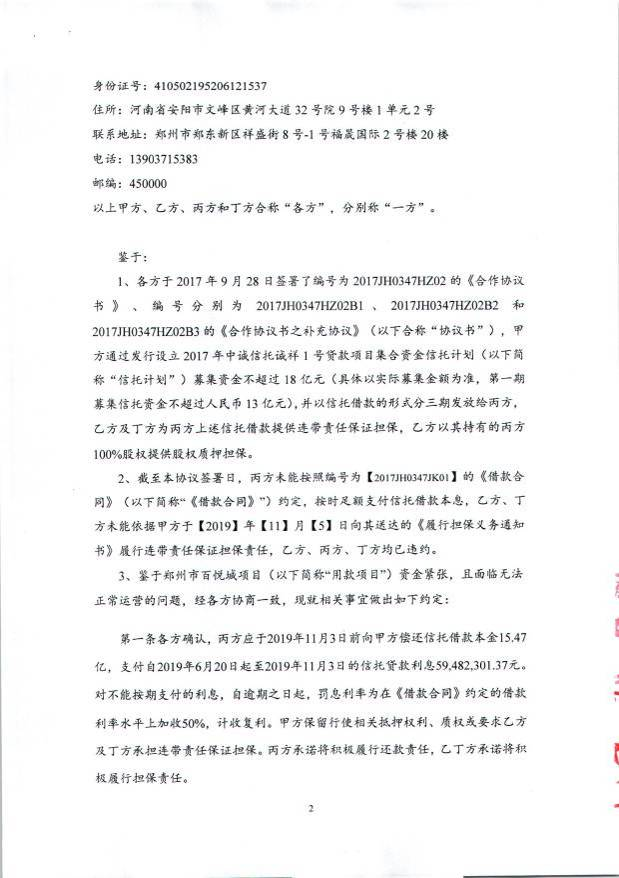 身份证号：410502195206121537
住所：河南省安阳市文峰区黄河大道 32 号院 9 号楼 1 单元 2 号
联系地址：郑州市郑东新区祥盛街 8 号-1 号福晟国际 2 号楼 20 楼
电话：13903715383
邮编：450000
以上甲方、乙方、丙方和丁方合称“各方”，分别称“一方”。
鉴于：
1、各方于 2017 年 9 月 28 日签署了编号为 2017JH0347HZ02 的《合作协议
书》、编号分别为 2017JH0347HZ02B1、2017JH0347HZ02B2 和
2017JH0347HZ02B3 的《合作协议书之补充协议》（以下合称“协议书”），甲
方通过发行设立 2017 年中诚信托诚祥 1 号贷款项目集合资金信托计划（以下简
称“信托计划”）募集资金不超过 18 亿元（具体以实际募集金额为准，第一期
募集信托资金不超过人民币 13 亿元），并以信托借款的形式分三期发放给丙方，
乙方及丁方为丙方上述信托借款提供连带责任保证担保，乙方以其持有的丙方
100%股权提供股权质押担保。
2、截至本协议签署日，丙方未能按照编号为【2017JH0347JK01】的《借款合
同》（以下简称“《借款合同》”）约定，按时足额支付信托借款本息，乙方、丁
方未能依据甲方于【2019】年【11】月【5】日向其送达的《履行担保义务通知
书》履行连带责任保证担保责任，乙方、丙方、丁方均已违约。
3、鉴于郑州市百悦城项目（以下简称“用款项目”）资金紧张，且面临无法
正常运营的问题，经各方协商一致，现就相关事宜做出如下约定：
第一条各方确认，丙方应于2019年11月3日前向甲方偿还信托借款本金15.47
亿，支付自2019年6月20日起至2019年11月3日的信托贷款利息59,482,301.37元。
对不能按期支付的利息，自逾期之日起，罚息利率为在《借款合同》约定的借款
利率水平上加收50%，计收复利。甲方保留行使相关抵押权利、质权或要求乙方
及丁方承担连带责任保证担保。丙方承诺将积极履行还款责任，乙丁方承诺将积
极履行担保责任。
2